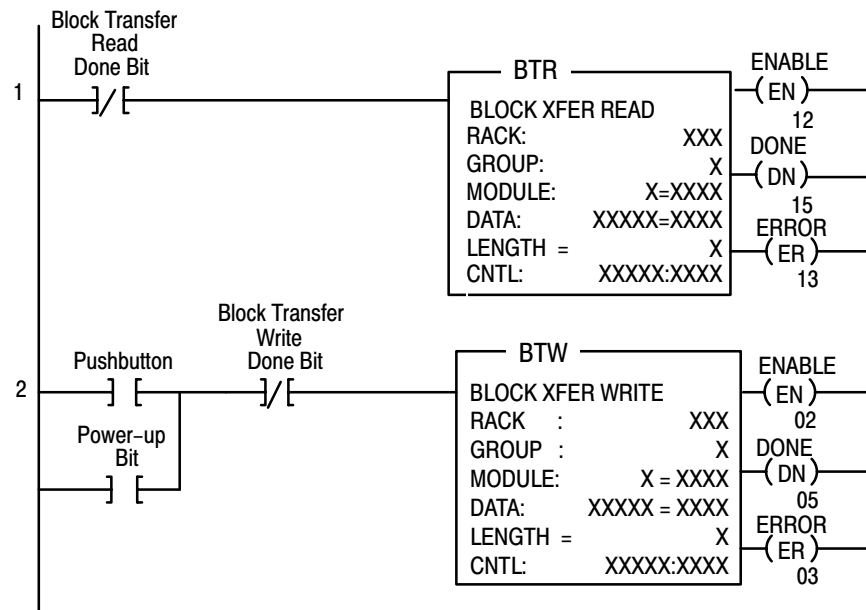 Block Transfer
Read
Done Bit
1
BTR
BLOCK XFER READ
RACK: XXX
GROUP: X
MODULE: X=XXXX
DATA: XXXXX=XXXX
LENGTH = X
CNTL: XXXXX:XXXX
ENABLE
EN
12
DONE
DN
15
ERROR
ER
13
Block Transfer
Write
Done Bit
Pushbutton
2
Power-up
Bit
BTW
BLOCK XFER WRITE
RACK : XXX
GROUP : X
MODULE: X = XXXX
DATA: XXXXX = XXXX
LENGTH = X
CNTL: XXXXX:XXXX
ENABLE
EN
02
DONE
DN
05
ERROR
ER
03